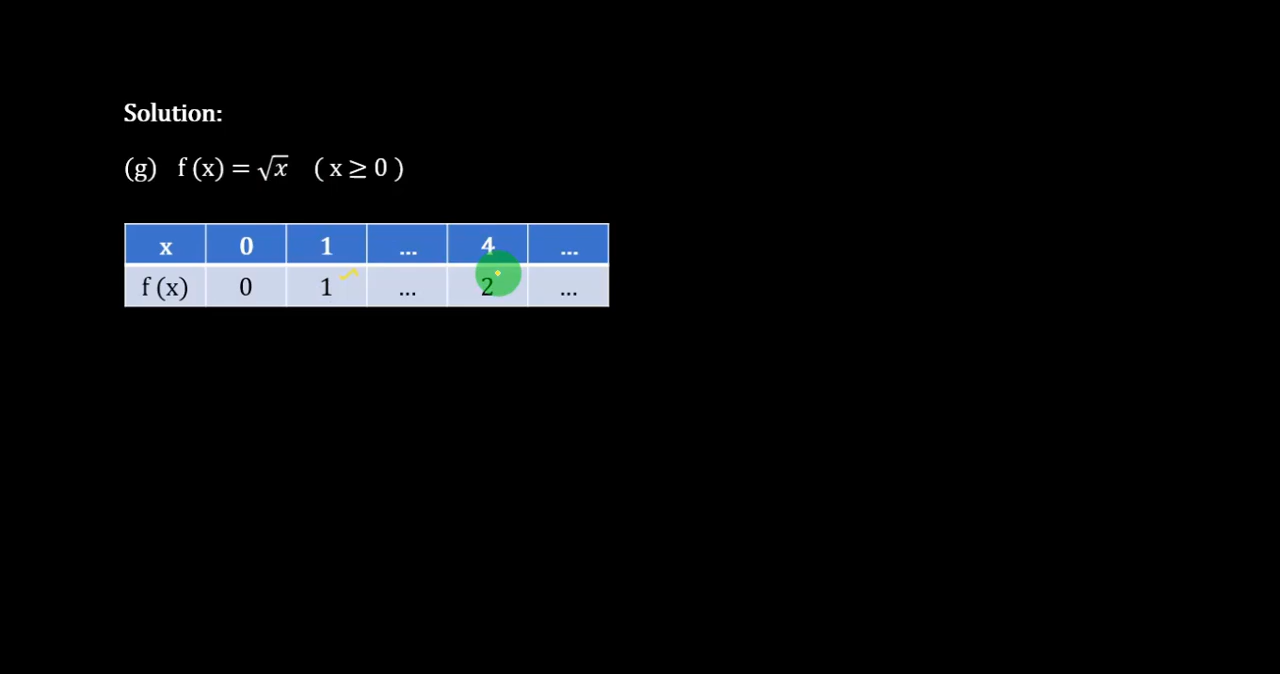 Solution:
(g) f (x) = √x ( x ≥ 0 )
x 0 1 ... 4 ...
f (x) 0 1 ... 2 ...